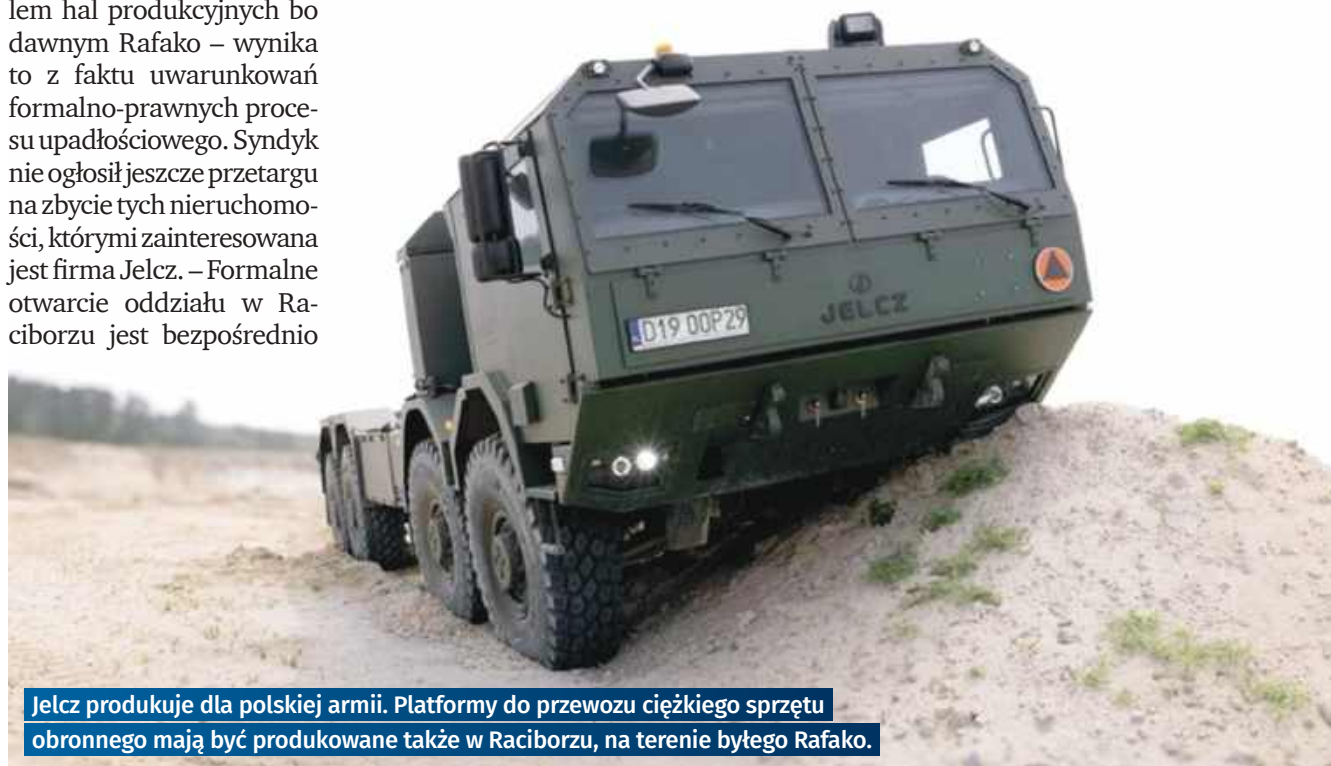 lem hal produkcyjnych bo
dawnym Rafako – wynika
to z faktu uwarunkowań
formalno-prawnych proce-
su upadłościowego. Syndyk
nie ogłosił jeszcze przetargu
na zbycie tych nieruchomo-
ści, którymi zainteresowana
jest firma Jelcz. – Formalne
otwarcie oddziału w Ra-
ciborzu jest bezpośrednio
JELCZ
D19 00P29
Jelcz produkuje dla polskiej armii. Platformy do przewozu ciężkiego sprzętu
obronnego mają być produkowane także w Raciborzu, na terenie byłego Rafako.